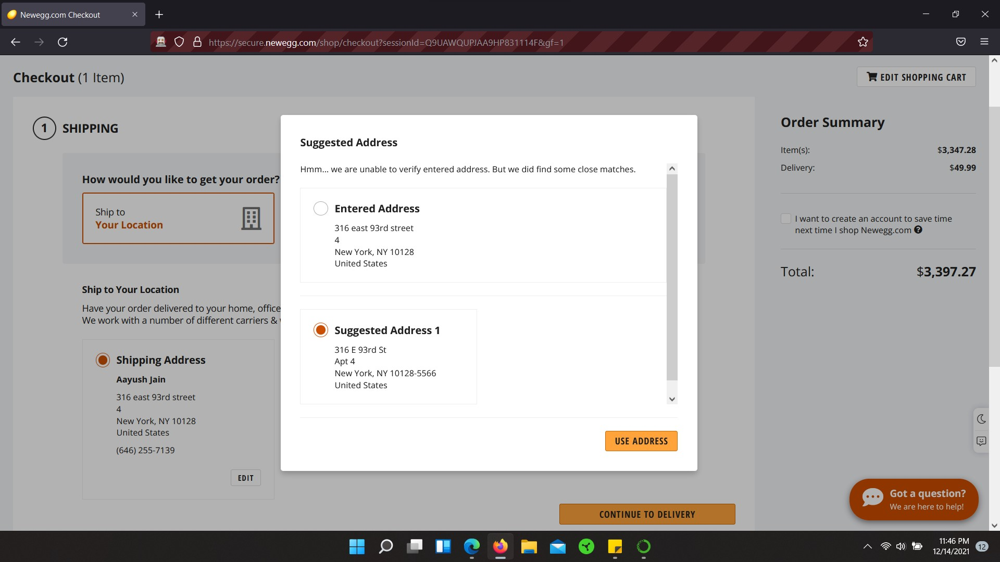 Newegg.com Checkout
https://secure.newegg.com/shop/checkout?sessionId=Q9UAWQUPJAA9HP831114F&gf=1
Checkout (1 Item)
EDIT SHOPPING CART
1 SHIPPING
How would you like to get your order?
Ship to
Your Location
Ship to Your Location
Have your order delivered to your home, office
We work with a number of different carriers &
Shipping Address
Aayush Jain
316 east 93rd street
4
New York, NY 10128
United States
(646) 255-7139
EDIT
CONTINUE TO DELIVERY
Suggested Address
Hmm... we are unable to verify entered address. But we did find some close matches.
Entered Address
316 east 93rd street
4
New York, NY 10128
United States
Suggested Address 1
316 E 93rd St
Apt 4
New York, NY 10128-5566
United States
USE ADDRESS
Order Summary
Item(s): $3,347.28
Delivery: $49.99
I want to create an account to save time
next time I shop Newegg.com ?
Total: $3,397.27
Got a question?
We are here to help!
11:46 PM
12/14/2021
12